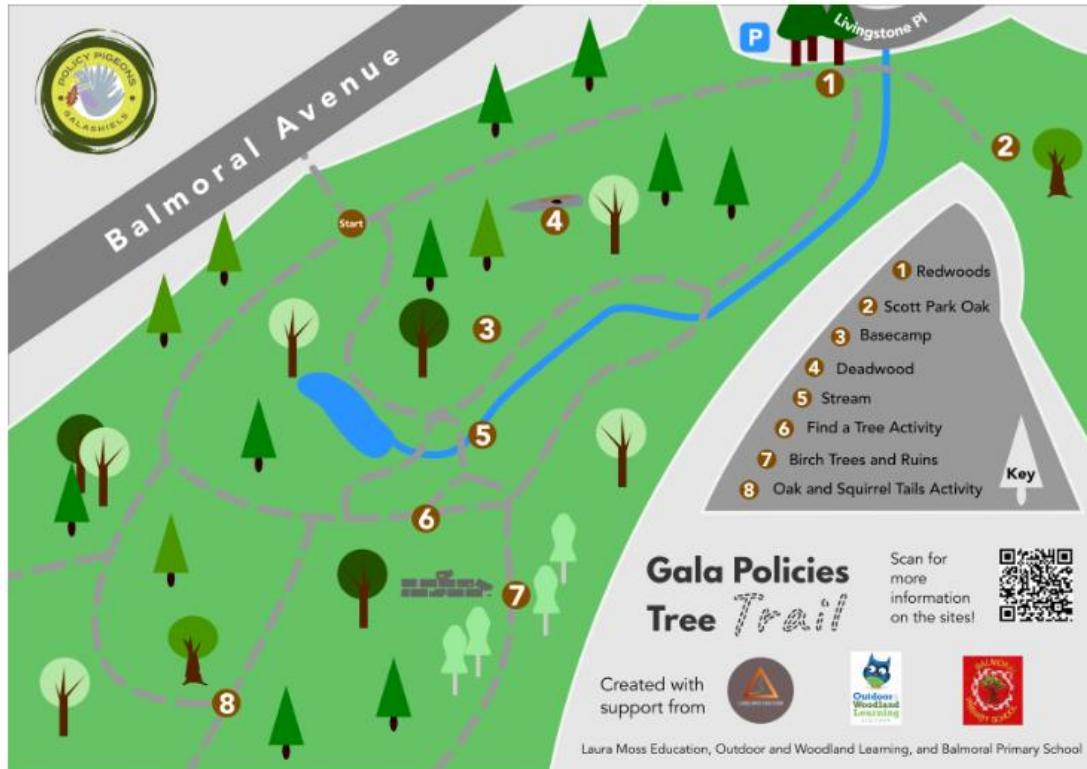 POLICY PIGEONS
GALASHIELS
Balmoral Avenue
P
Livingstone Pl
Start
1
2
3
4
5
6
7
8
1 Redwoods
2 Scott Park Oak
3 Basecamp
4 Deadwood
5 Stream
6 Find a Tree Activity
7 Birch Trees and Ruins
8 Oak and Squirrel Tails Activity
Key
Gala Policies
Tree Trail
Scan for
more
information
on the sites!
Created with
support from
Outdoor
Woodland
Learning
BALMORAL
PRIMARY SCHOOL
Laura Moss Education, Outdoor and Woodland Learning, and Balmoral Primary School